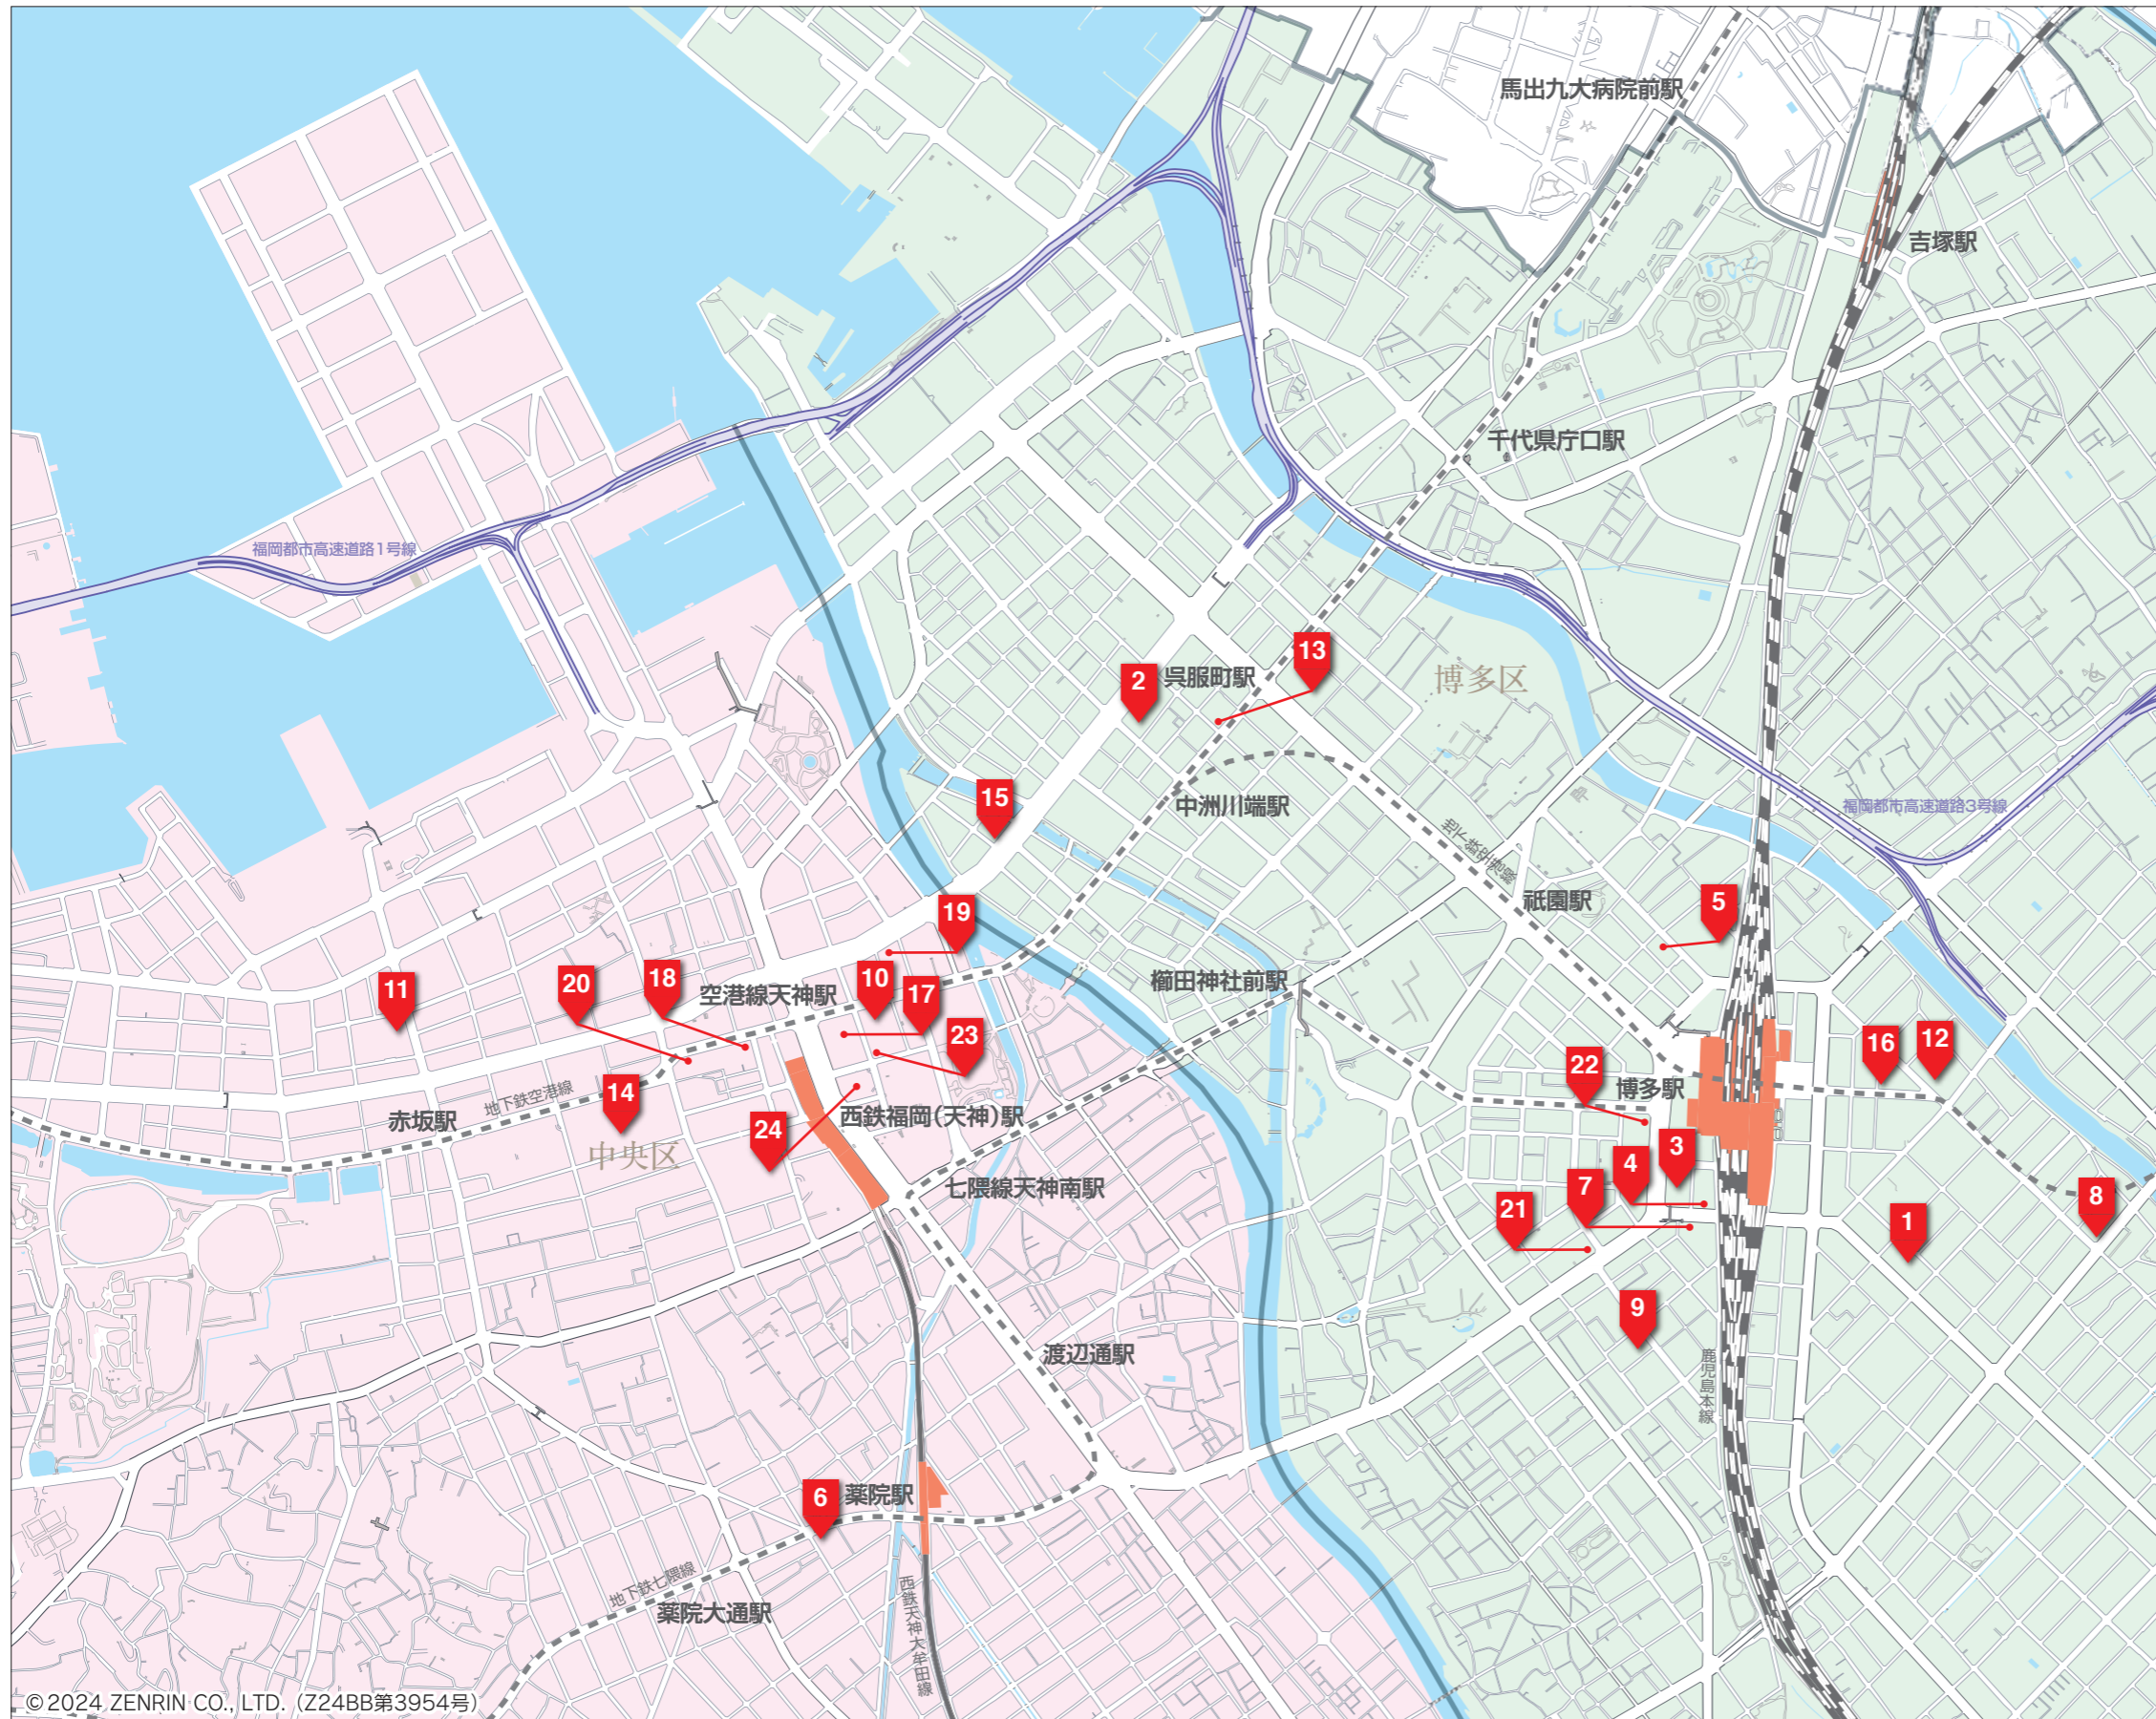 馬出九大病院前駅
吉塚駅
千代県庁口駅
福岡都市高速道路1号線
13
2
呉服町駅
博多区
15
中洲川端駅
福岡都市高速道路3号線
地下鉄空港線
祇園駅
5
19
11
20
18
空港線天神駅
10
17
櫛田神社前駅
23
16
12
22
博多駅
14
地下鉄空港線
赤坂駅
24
西鉄福岡(天神)駅
中央区
3
4
7
21
七隈線天神南駅
8
1
9
渡辺通駅
鹿児島本線
6
薬院駅
地下鉄七隈線
薬院大通駅
西鉄天神大牟田線
©2024 ZENRIN CO., LTD. (Z24BB第3954号)